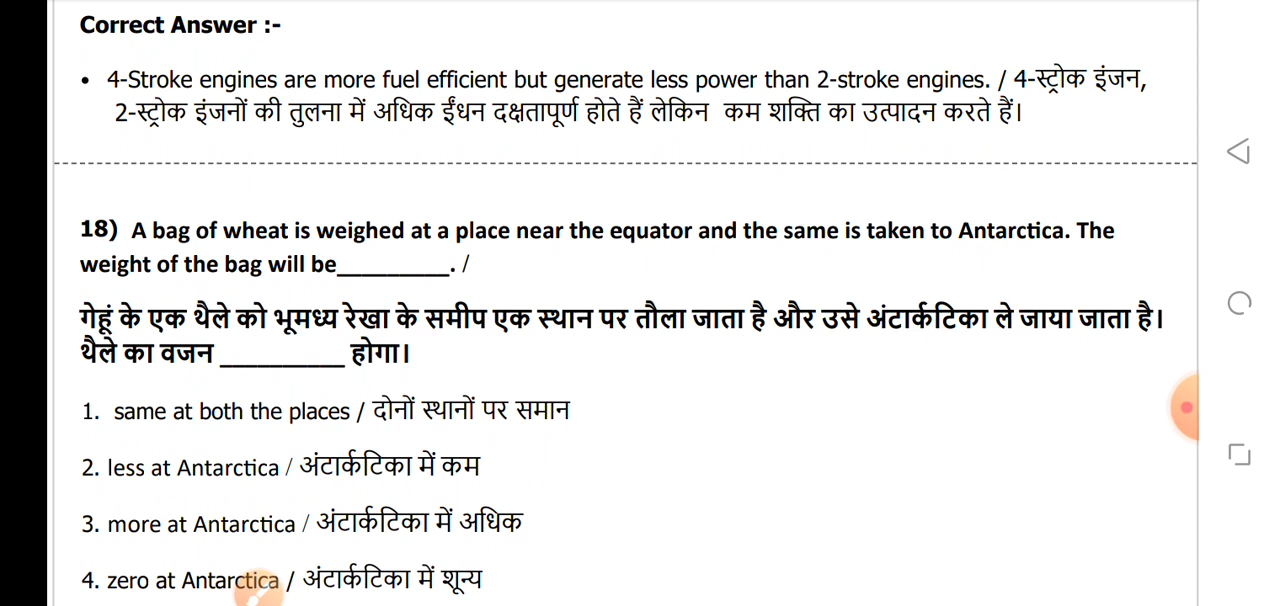 Correct Answer :-
• 4-Stroke engines are more fuel efficient but generate less power than 2-stroke engines. / 4-स्ट्रोक इंजन,
2-स्ट्रोक इंजनों की तुलना में अधिक ईंधन दक्षतापूर्ण होते हैं लेकिन कम शक्ति का उत्पादन करते हैं।
18) A bag of wheat is weighed at a place near the equator and the same is taken to Antarctica. The
weight of the bag will be_________. /
गेहूं के एक थैले को भूमध्य रेखा के समीप एक स्थान पर तौला जाता है और उसे अंटार्कटिका ले जाया जाता है।
थैले का वजन __________ होगा।
1. same at both the places / दोनों स्थानों पर समान
2. less at Antarctica / अंटार्कटिका में कम
3. more at Antarctica / अंटार्कटिका में अधिक
4. zero at Antarctica / अंटार्कटिका में शून्य